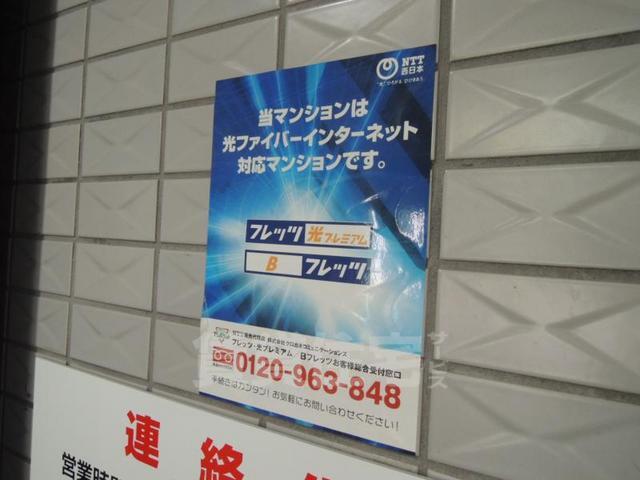 NTT
西日本
当マンションは
光ファイバーインターネット
対応マンションです。
フレッツ 光プレミアム
B フレッツ
フレッツ・光プレミアム/Bフレッツお客様総合受付窓口
0120-963-848
手続きはカンタン!お気軽にお問い合わせください!
連絡
営業時間